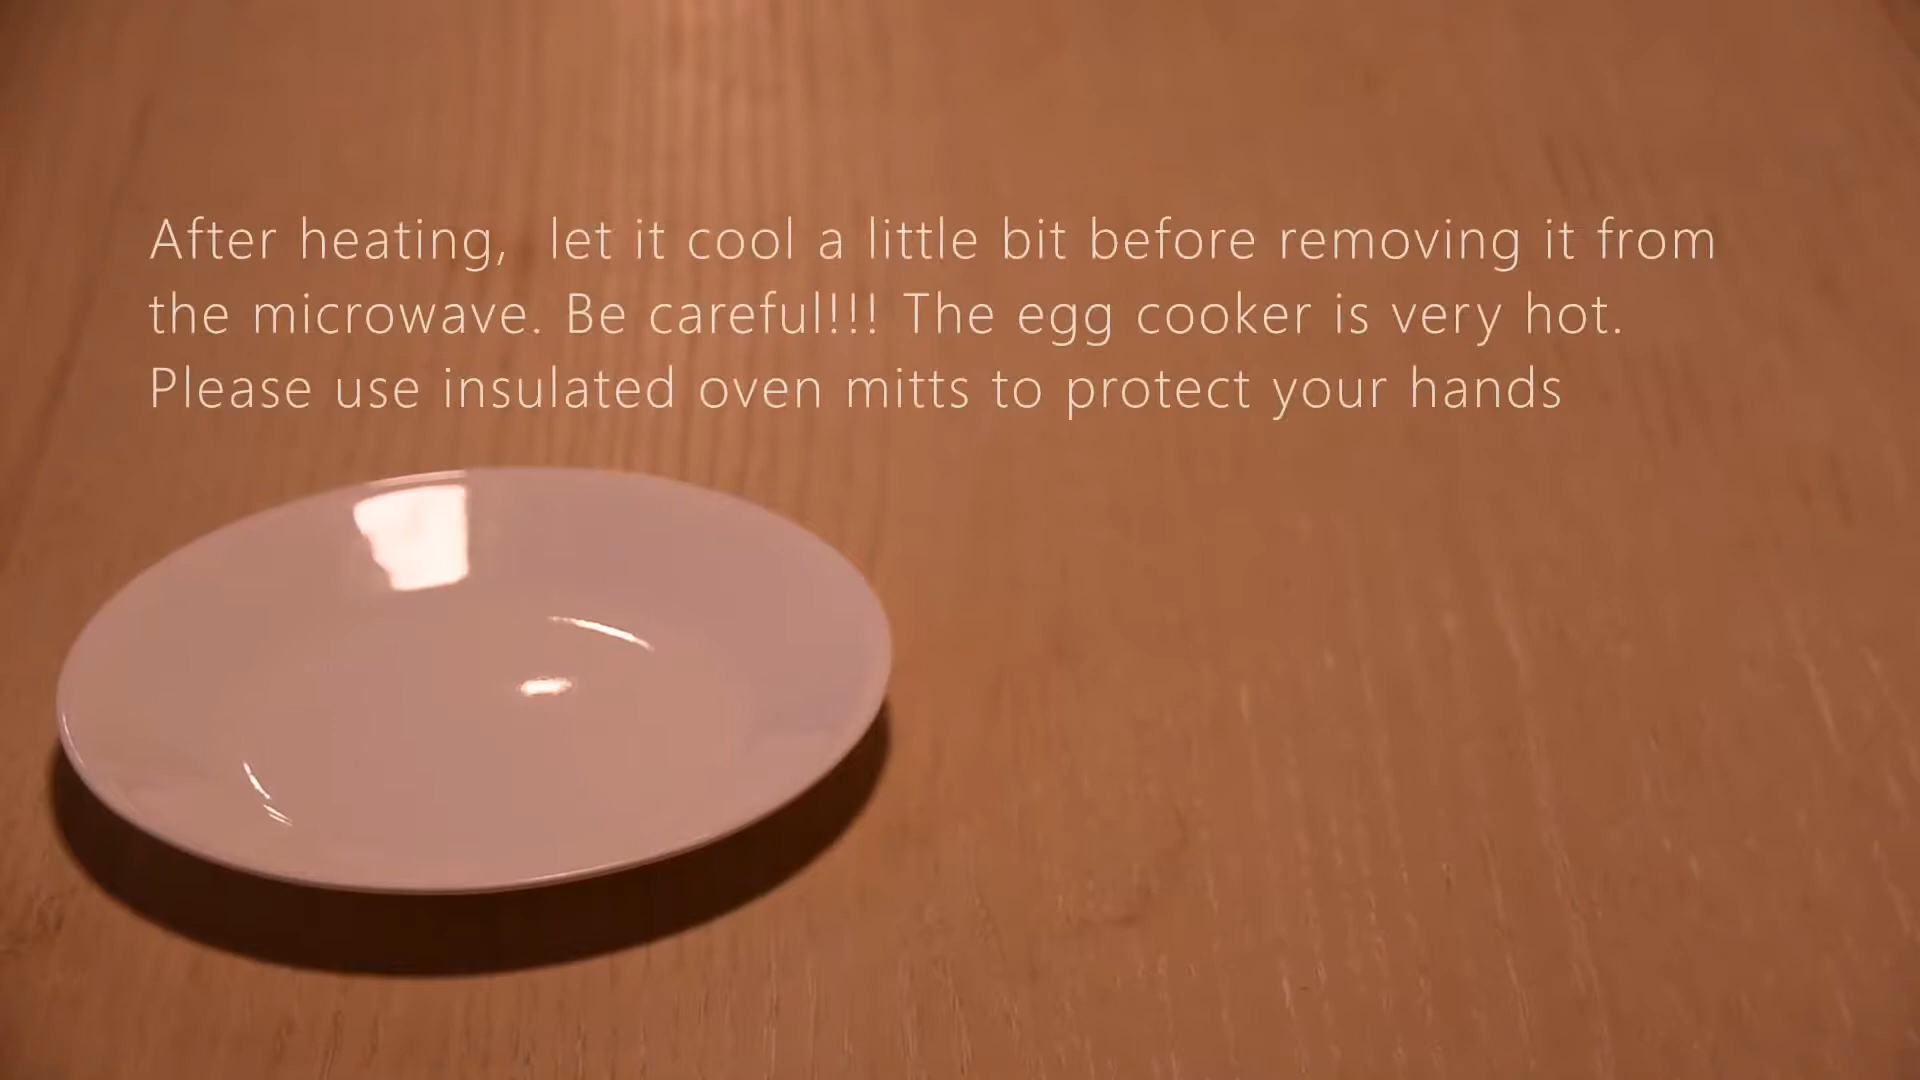 After heating, let it cool a little bit before removing it from
the microwave. Be careful!!! The egg cooker is very hot.
Please use insulated oven mitts to protect your hands